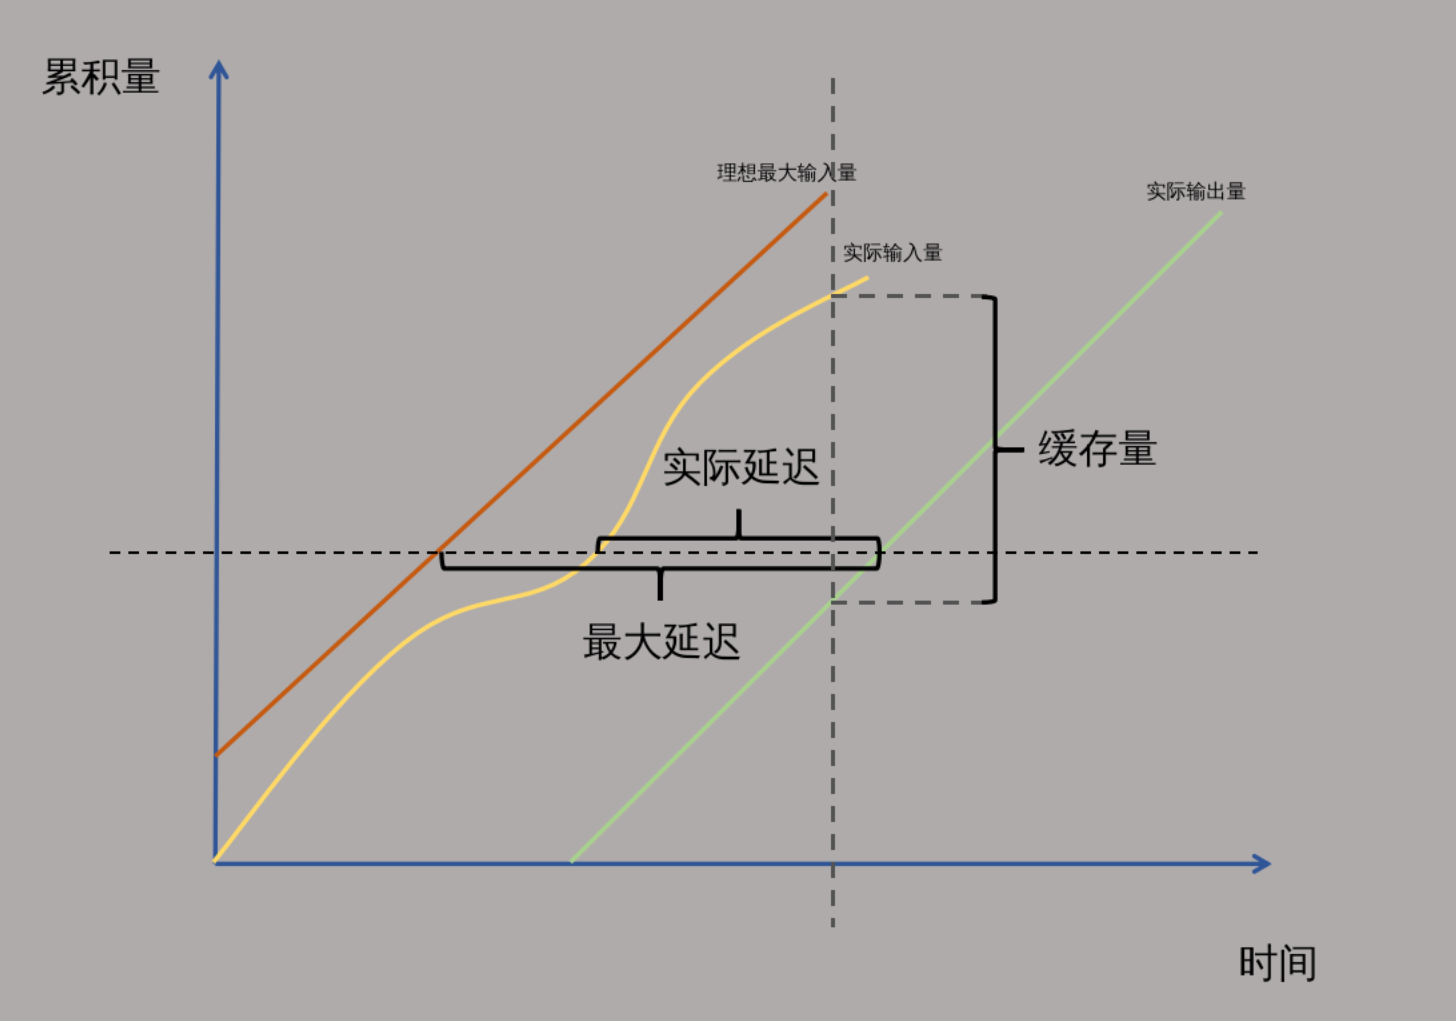 累积量
理想最大输入量
实际输出量
实际输入量
缓存量
实际延迟
最大延迟
时间